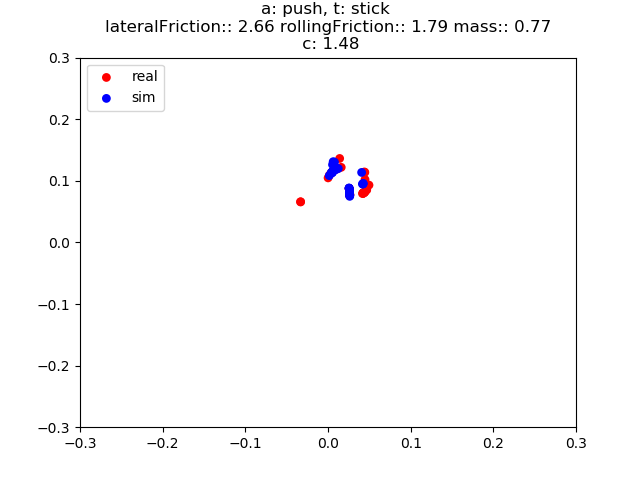 a: push, t: stick
lateralFriction:: 2.66 rollingFriction:: 1.79 mass:: 0.77
c: 1.48
real
sim
0.3
0.2
0.1
0.0
−0.1
−0.2
−0.3
−0.3 −0.2 −0.1 0.0 0.1 0.2 0.3